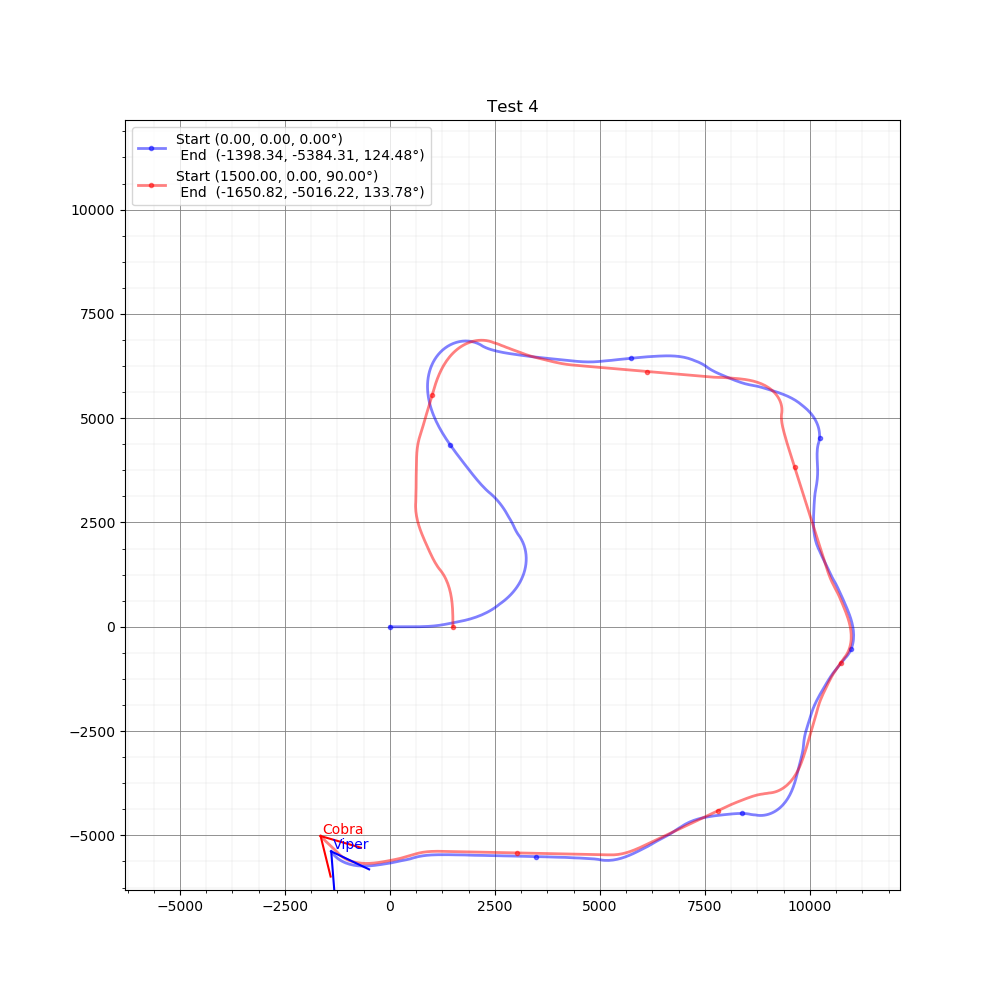 Test 4
Start (0.00, 0.00, 0.00°)
End  (-1398.34, -5384.31, 124.48°)
Start (1500.00, 0.00, 90.00°)
End  (-1650.82, -5016.22, 133.78°)
10000
7500
5000
2500
0
−2500
−5000
Cobra
Viper
−5000
−2500
0
2500
5000
7500
10000